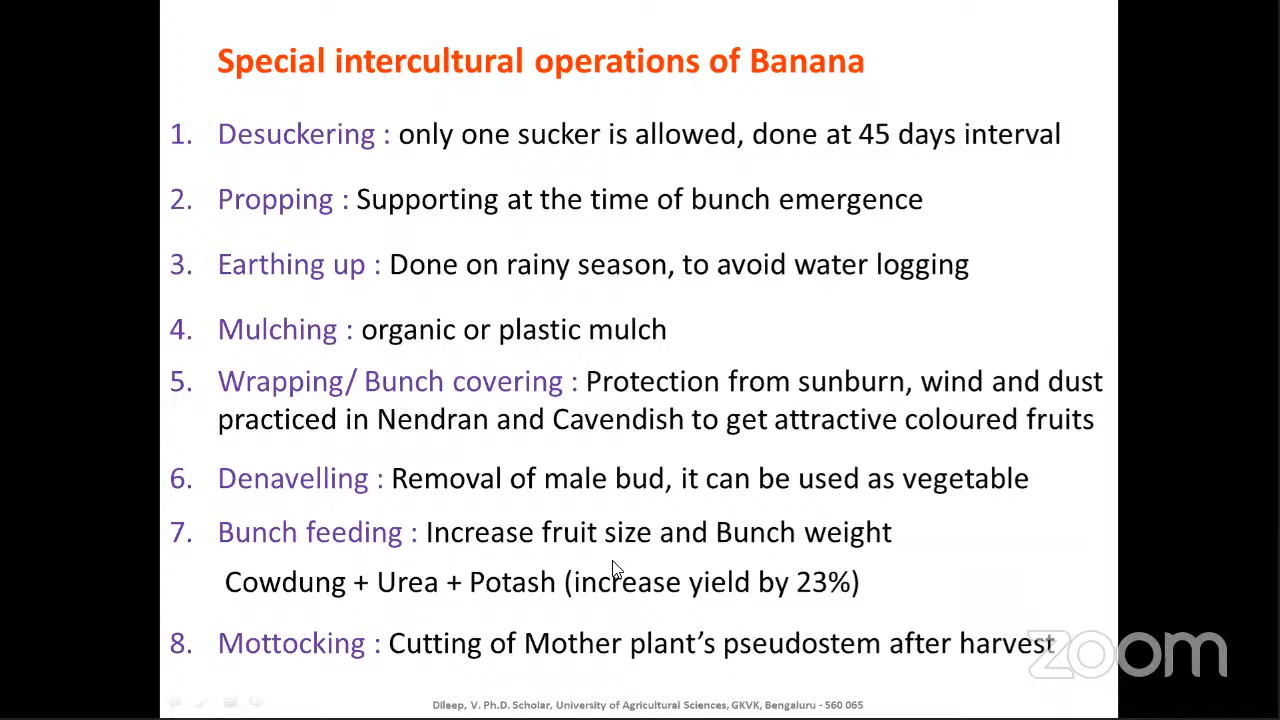 Special intercultural operations of Banana
1. Desuckering : only one sucker is allowed, done at 45 days interval
2. Propping : Supporting at the time of bunch emergence
3. Earthing up : Done on rainy season, to avoid water logging
4. Mulching : organic or plastic mulch
5. Wrapping/ Bunch covering : Protection from sunburn, wind and dust
practiced in Nendran and Cavendish to get attractive coloured fruits
6. Denavelling : Removal of male bud, it can be used as vegetable
7. Bunch feeding : Increase fruit size and Bunch weight
Cowdung + Urea + Potash (increase yield by 23%)
8. Mottocking : Cutting of Mother plant's pseudostem after harvest
zoom
Dileep, V. Ph.D. Scholar, University of Agricultural Sciences, GKVK, Bengaluru - 560 065